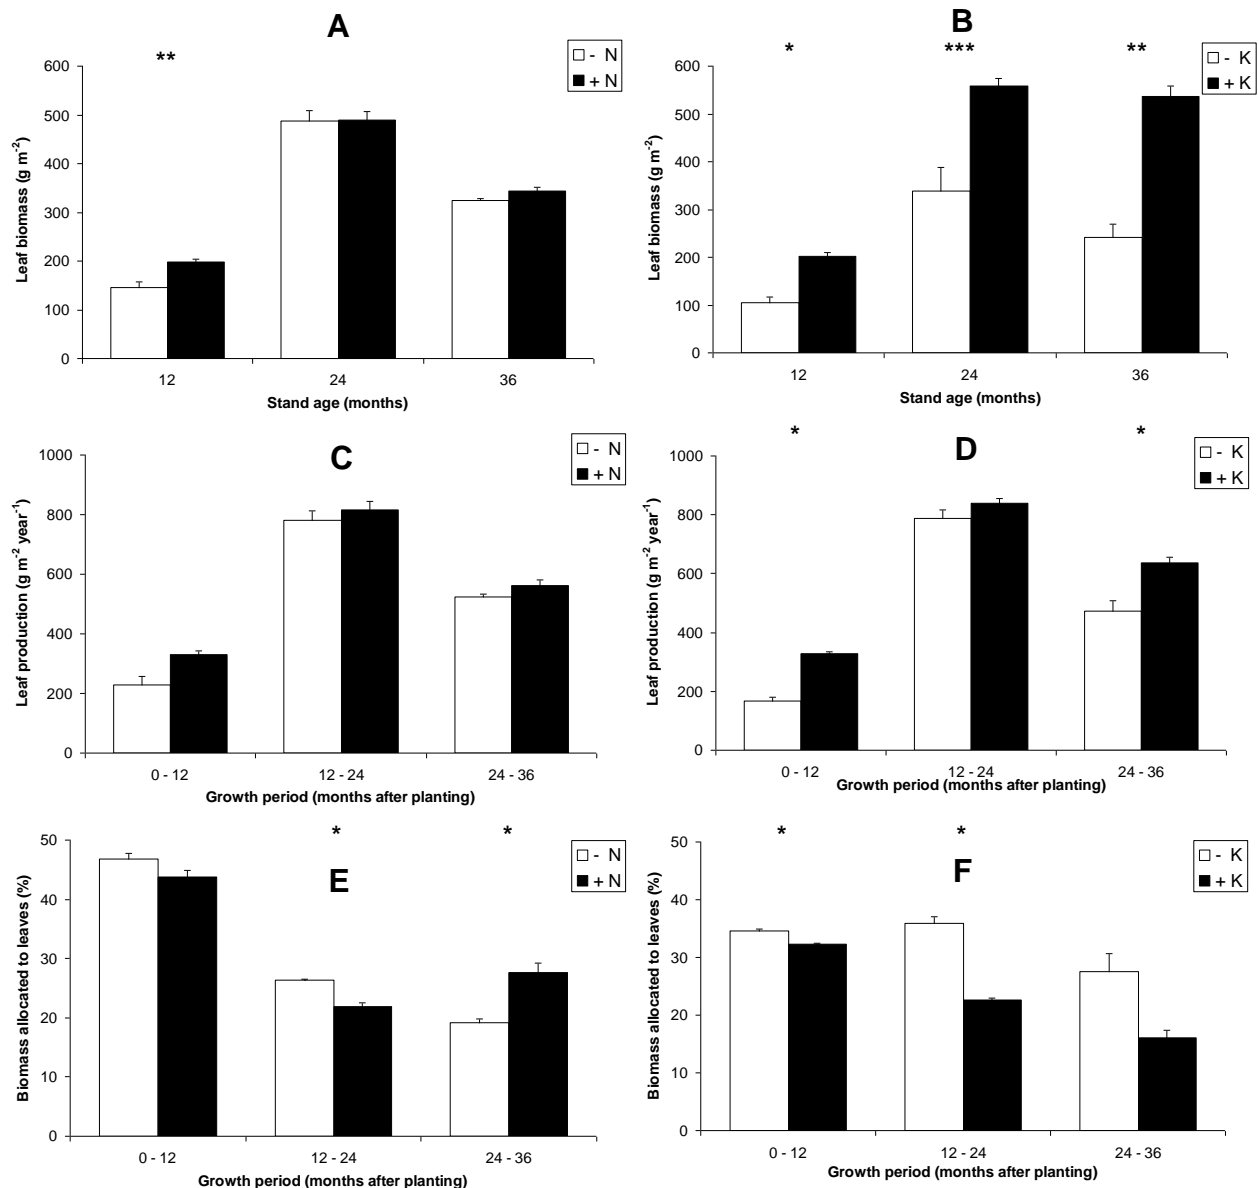 A
**
- N
+ N
600
500
400
300
200
100
0
Leaf biomass (g m-2)
12 24 36
Stand age (months)
B
* *** **
- K
+ K
600
500
400
300
200
100
0
Leaf biomass (g m-2)
12 24 36
Stand age (months)
C
- N
+ N
1000
800
600
400
200
0
Leaf production (g m-2 year-1)
0 - 12 12 - 24 24 - 36
Growth period (months after planting)
D
* *
- K
+ K
1000
800
600
400
200
0
Leaf production (g m-2 year-1)
0 - 12 12 - 24 24 - 36
Growth period (months after planting)
E
* *
- N
+ N
50
40
30
20
10
0
Biomass allocated to leaves (%)
0 - 12 12 - 24 24 - 36
Growth period (months after planting)
F
* *
- K
+ K
50
40
30
20
10
0
Biomass allocated to leaves (%)
0 - 12 12 - 24 24 - 36
Growth period (months after planting)